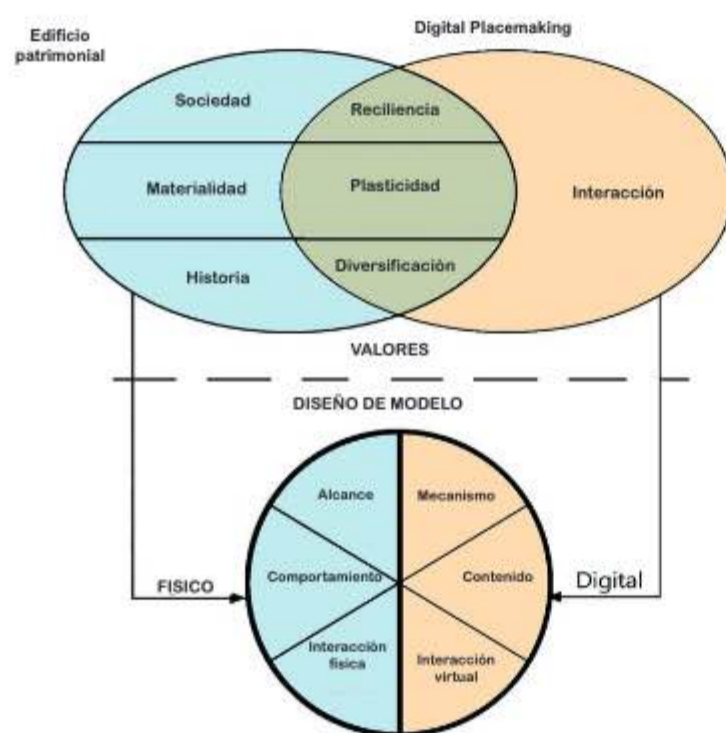 Edificio
patrimonial
Digital Placemaking
Sociedad
Reciliencia
Materialidad
Plasticidad
Interacción
Historia
Diversificación
VALORES
DISEÑO DE MODELO
Alcance
Mecanismo
Comportamiento
Contenido
FISICO
Digital
Interacción
física
Interacción
virtual